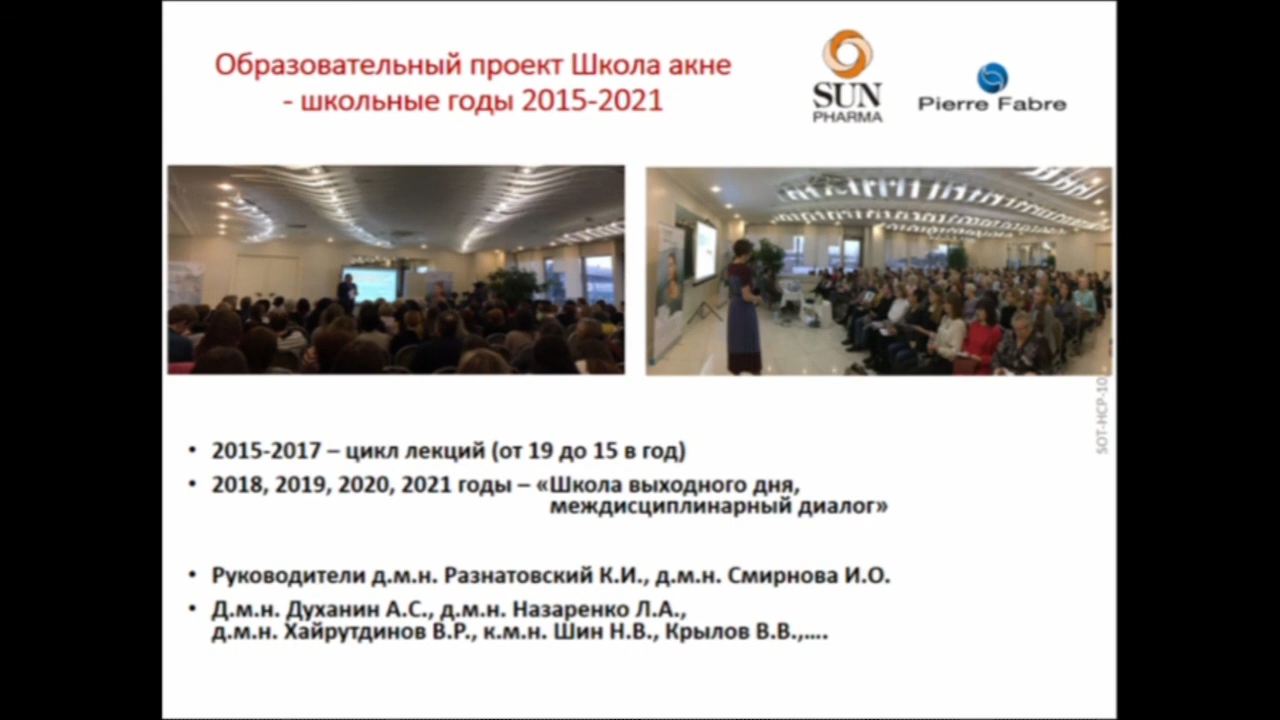 Образовательный проект Школа акне
- школьные годы 2015-2021
SUN
PHARMA
Pierre Fabre
SOT-HCP-10
• 2015-2017 – цикл лекций (от 19 до 15 в год)
• 2018, 2019, 2020, 2021 годы – «Школа выходного дня,
междисциплинарный диалог»
• Руководители д.м.н. Разнатовский К.И., д.м.н. Смирнова И.О.
• Д.м.н. Духанин А.С., д.м.н. Назаренко Л.А.,
д.м.н. Хайрутдинов В.Р., к.м.н. Шин Н.В., Крылов В.В.,….